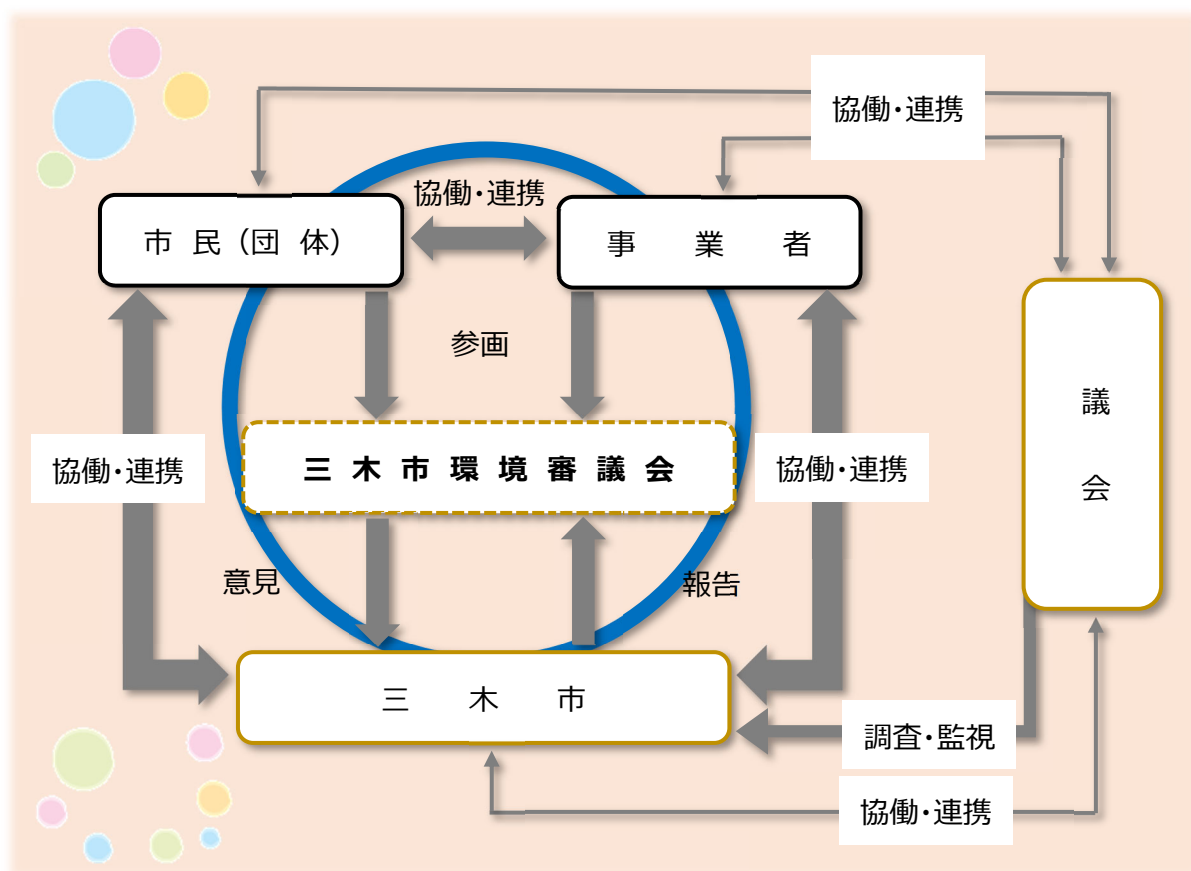 協働・連携
協働・連携
市民（団体）
事業者
参画
議会
三木市環境審議会
協働・連携
協働・連携
意見
報告
三木市
調査・監視
協働・連携